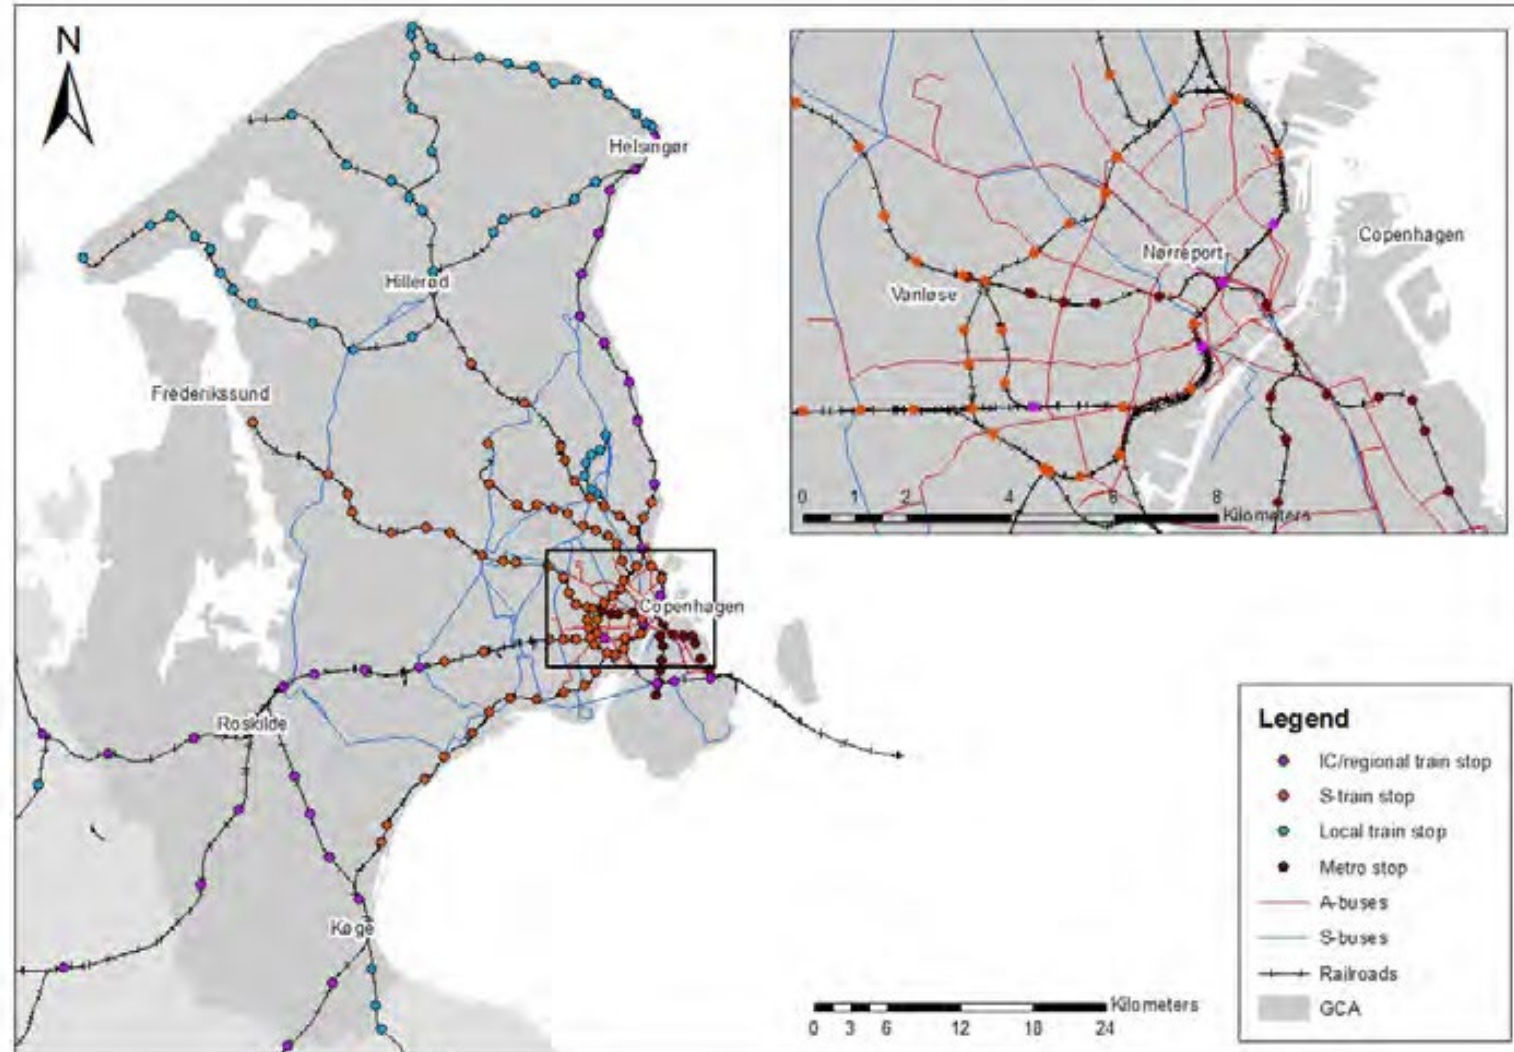 N
Helsingør
Hillerød
Frederikssund
Copenhagen
Roskilde
Køge
Copenhagen
Nørreport
Vanløse
0 1 2 4 6 8
Kilometers
Legend
IC/regional train stop
S-train stop
Local train stop
Metro stop
A-buses
S-buses
Railroads
GCA
Kilometers
0 3 6 12 18 24